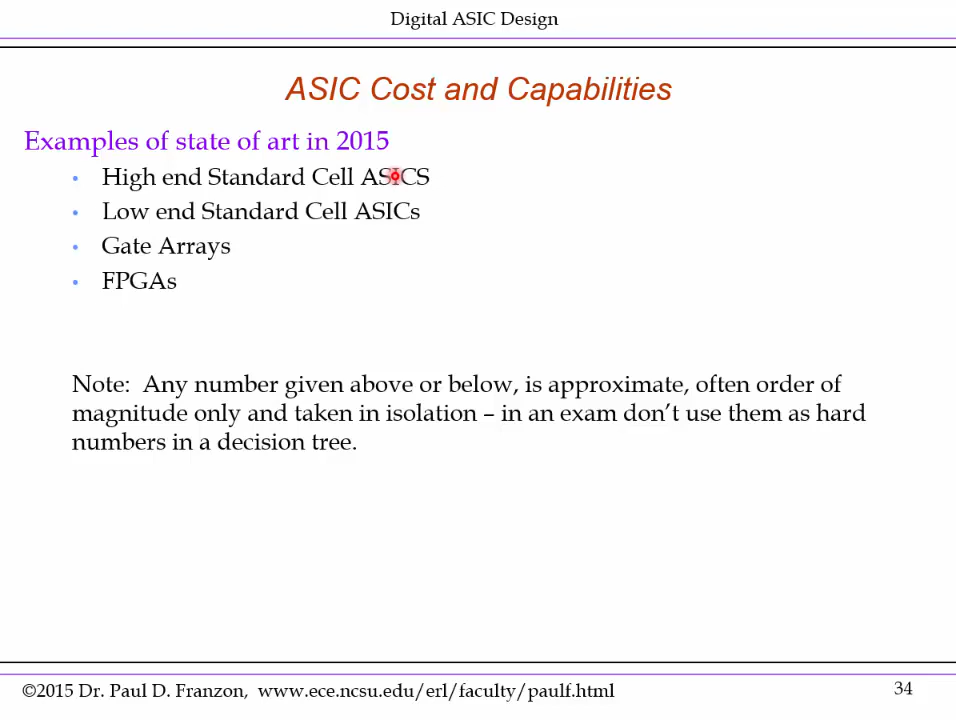 Digital ASIC Design
ASIC Cost and Capabilities
Examples of state of art in 2015
• High end Standard Cell ASICS
• Low end Standard Cell ASICs
• Gate Arrays
• FPGAs
Note: Any number given above or below, is approximate, often order of
magnitude only and taken in isolation – in an exam don’t use them as hard
numbers in a decision tree.
©2015 Dr. Paul D. Franzon, www.ece.ncsu.edu/erl/faculty/paulf.html
34